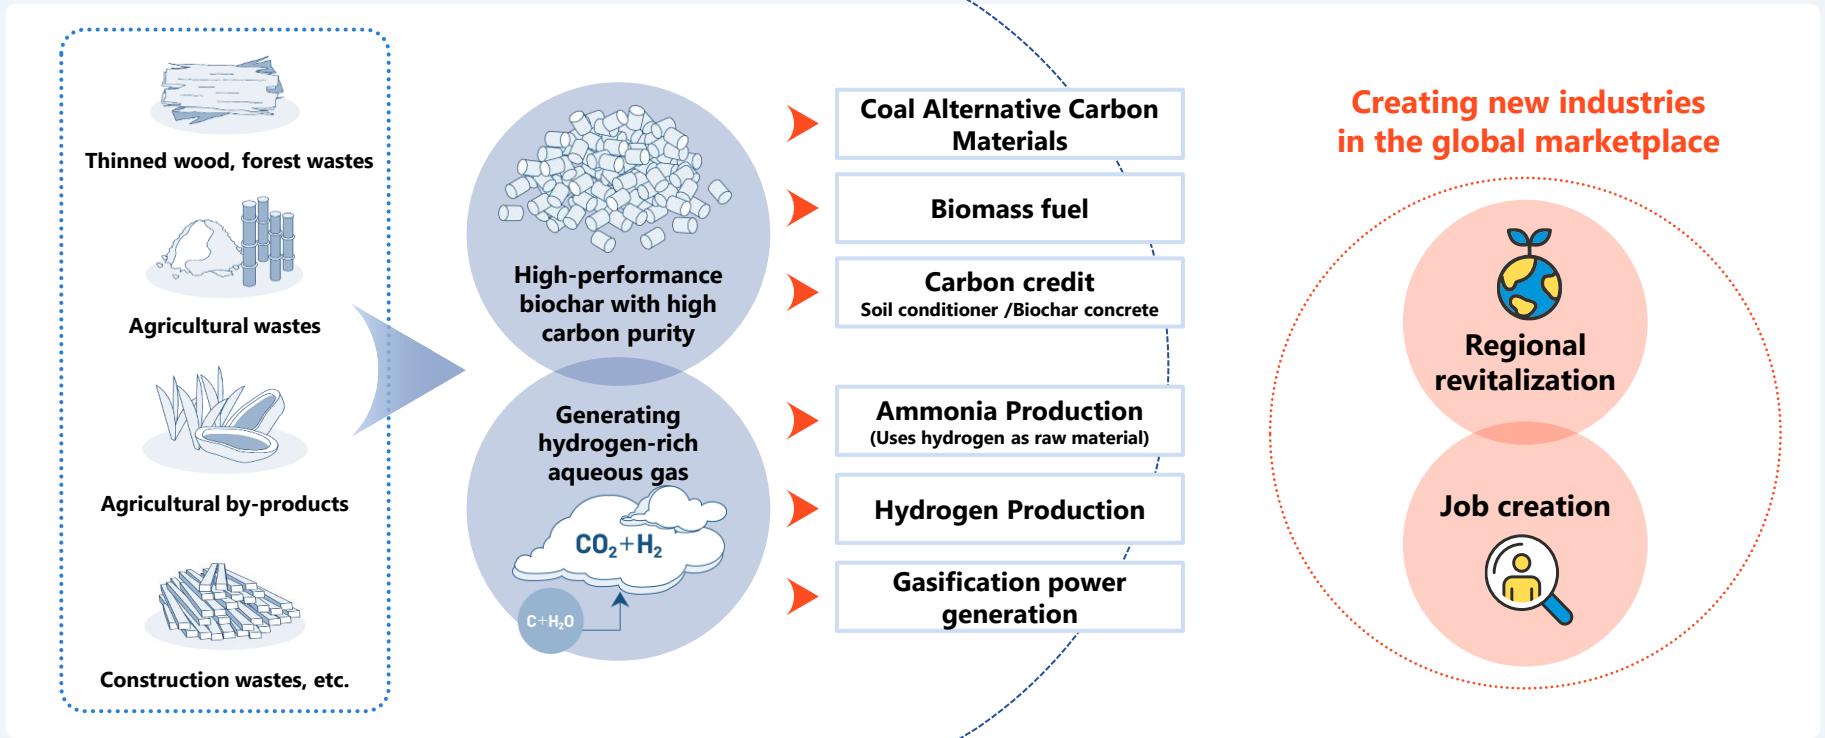 Thinned wood, forest wastes
Agricultural wastes
Agricultural by-products
Construction wastes, etc.
High-performance
biochar with high
carbon purity
Generating
hydrogen-rich
aqueous gas
CO₂+H₂
C+H₂O
Coal Alternative Carbon
Materials
Biomass fuel
Carbon credit
Soil conditioner /Biochar concrete
Ammonia Production
(Uses hydrogen as raw material)
Hydrogen Production
Gasification power
generation
Creating new industries
in the global marketplace
Regional
revitalization
Job creation